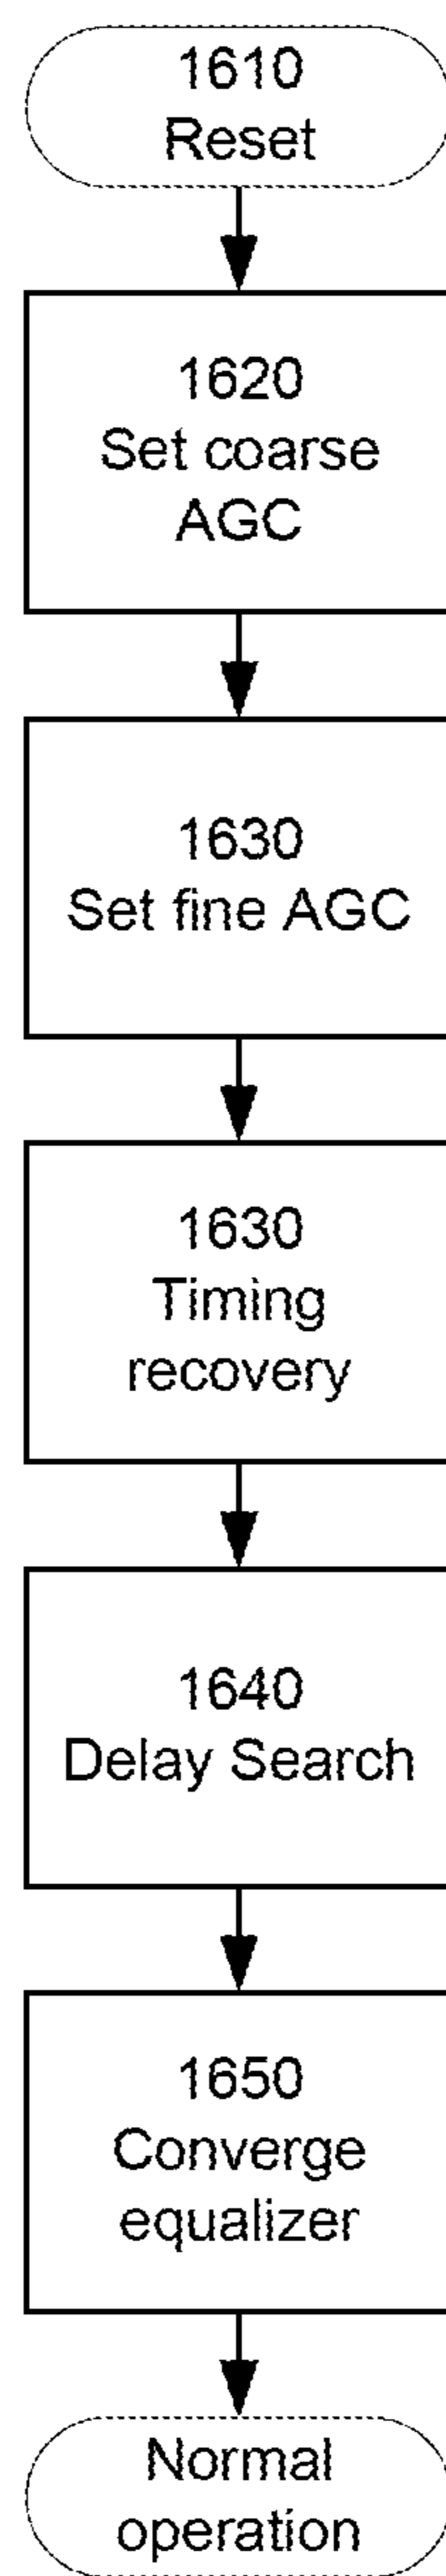 1610
Reset
1620
Set coarse
AGC
1630
Set fine AGC
1630
Timing
recovery
1640
Delay Search
1650
Converge
equalizer
Normal
operation